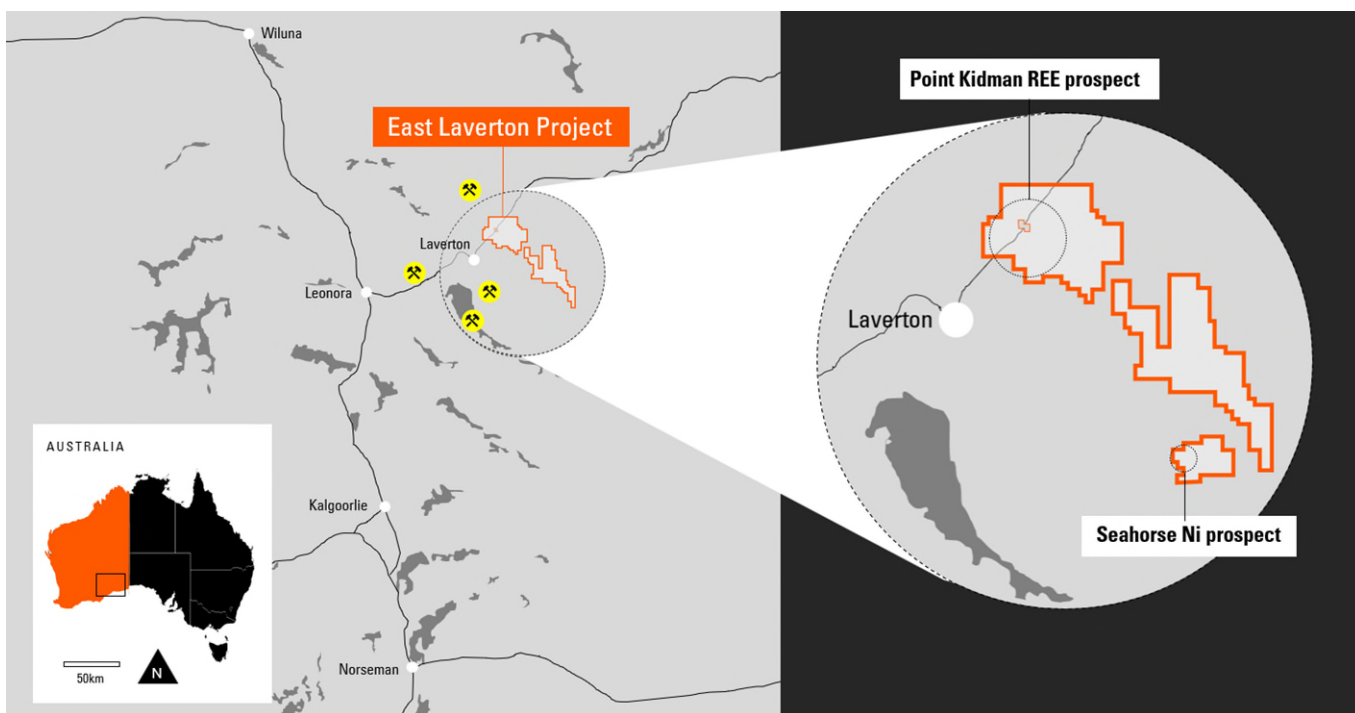 Wiluna
Point Kidman REE prospect
East Laverton Project
Laverton
Leonora
Laverton
AUSTRALIA
Kalgoorlie
Seahorse Ni prospect
Norseman
50km
N